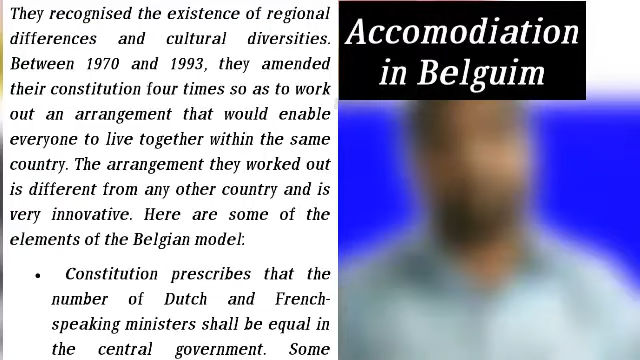 They recognised the existence of regional
differences and cultural diversities.
Between 1970 and 1993, they amended
their constitution four times so as to work
out an arrangement that would enable
everyone to live together within the same
country. The arrangement they worked out
is different from any other country and is
very innovative. Here are some of the
elements of the Belgian model:
• Constitution prescribes that the
number of Dutch and French-
speaking ministers shall be equal in
the central government. Some
Accomodiation
in Belguim